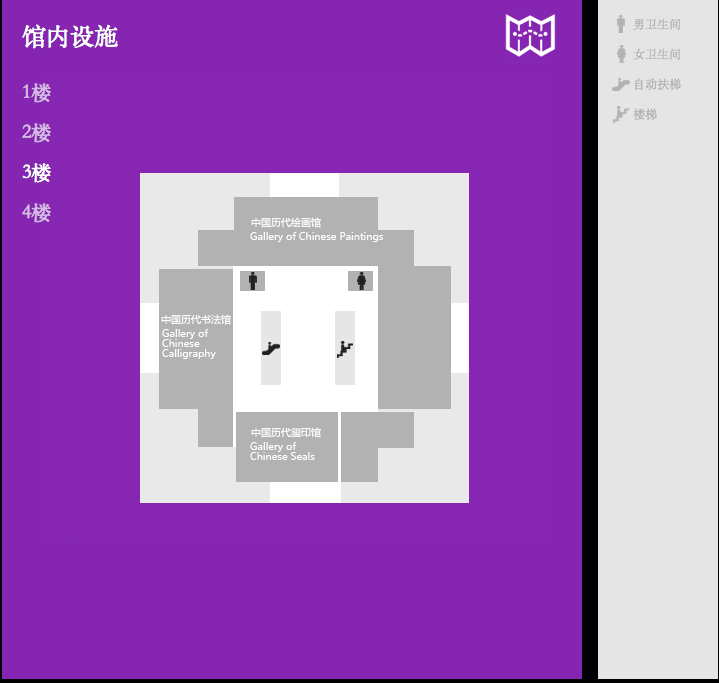 馆内设施
1楼
2楼
3楼
4楼
中国历代绘画馆
Gallery of Chinese Paintings
中国历代书法馆
Gallery of
Chinese
Calligraphy
中国历代玺印馆
Gallery of
Chinese Seals
男卫生间
女卫生间
自动扶梯
楼梯